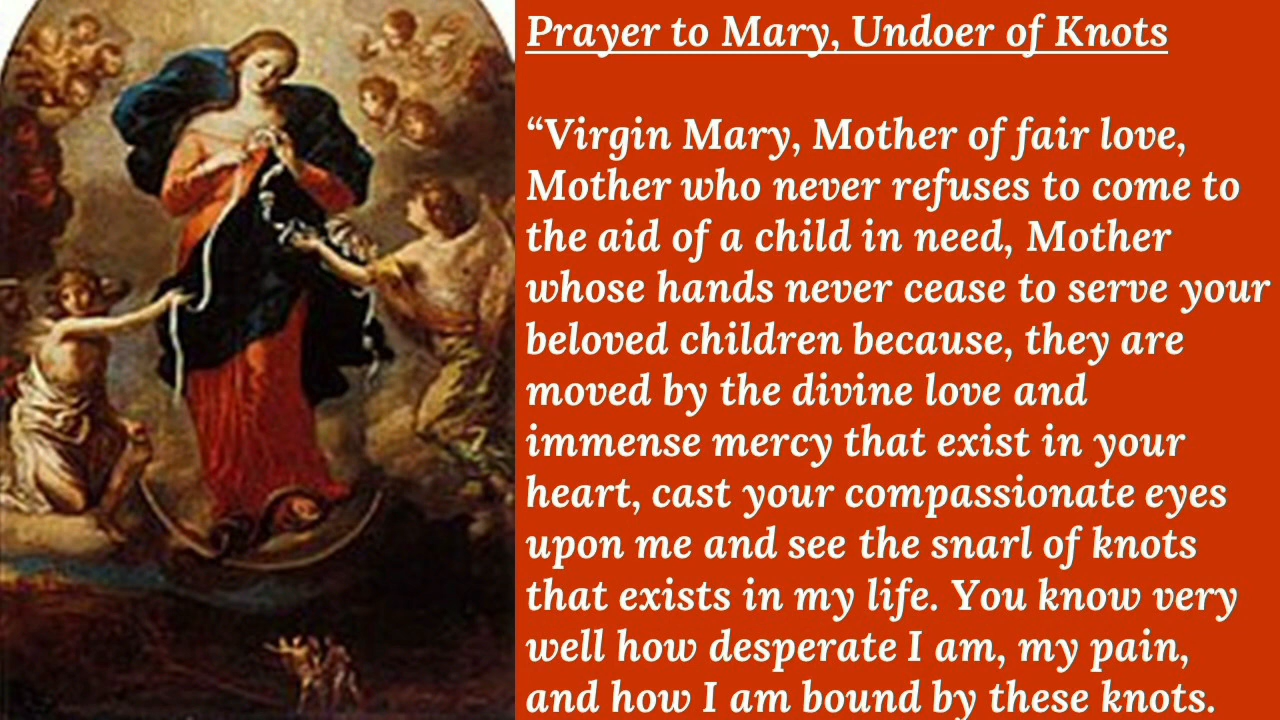 Prayer to Mary, Undoer of Knots
“Virgin Mary, Mother of fair love,
Mother who never refuses to come to
the aid of a child in need, Mother
whose hands never cease to serve your
beloved children because, they are
moved by the divine love and
immense mercy that exist in your
heart, cast your compassionate eyes
upon me and see the snarl of knots
that exists in my life. You know very
well how desperate I am, my pain,
and how I am bound by these knots.